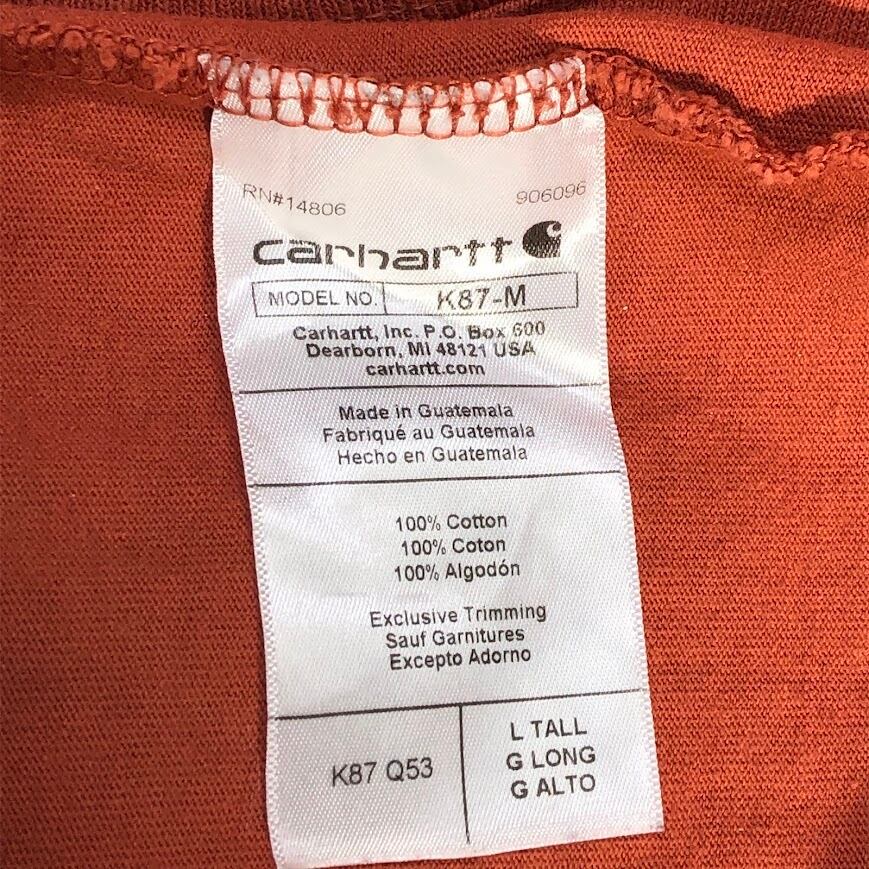 RN#14806 906096
carhartt
MODEL NO. K87-M
Carhartt, Inc. P.O. Box 600
Dearborn, MI 48121 USA
carhartt.com
Made in Guatemala
Fabriqué au Guatemala
Hecho en Guatemala
100% Cotton
100% Coton
100% Algodón
Exclusive Trimming
Sauf Garnitures
Excepto Adorno
K87 Q53
L TALL
G LONG
G ALTO